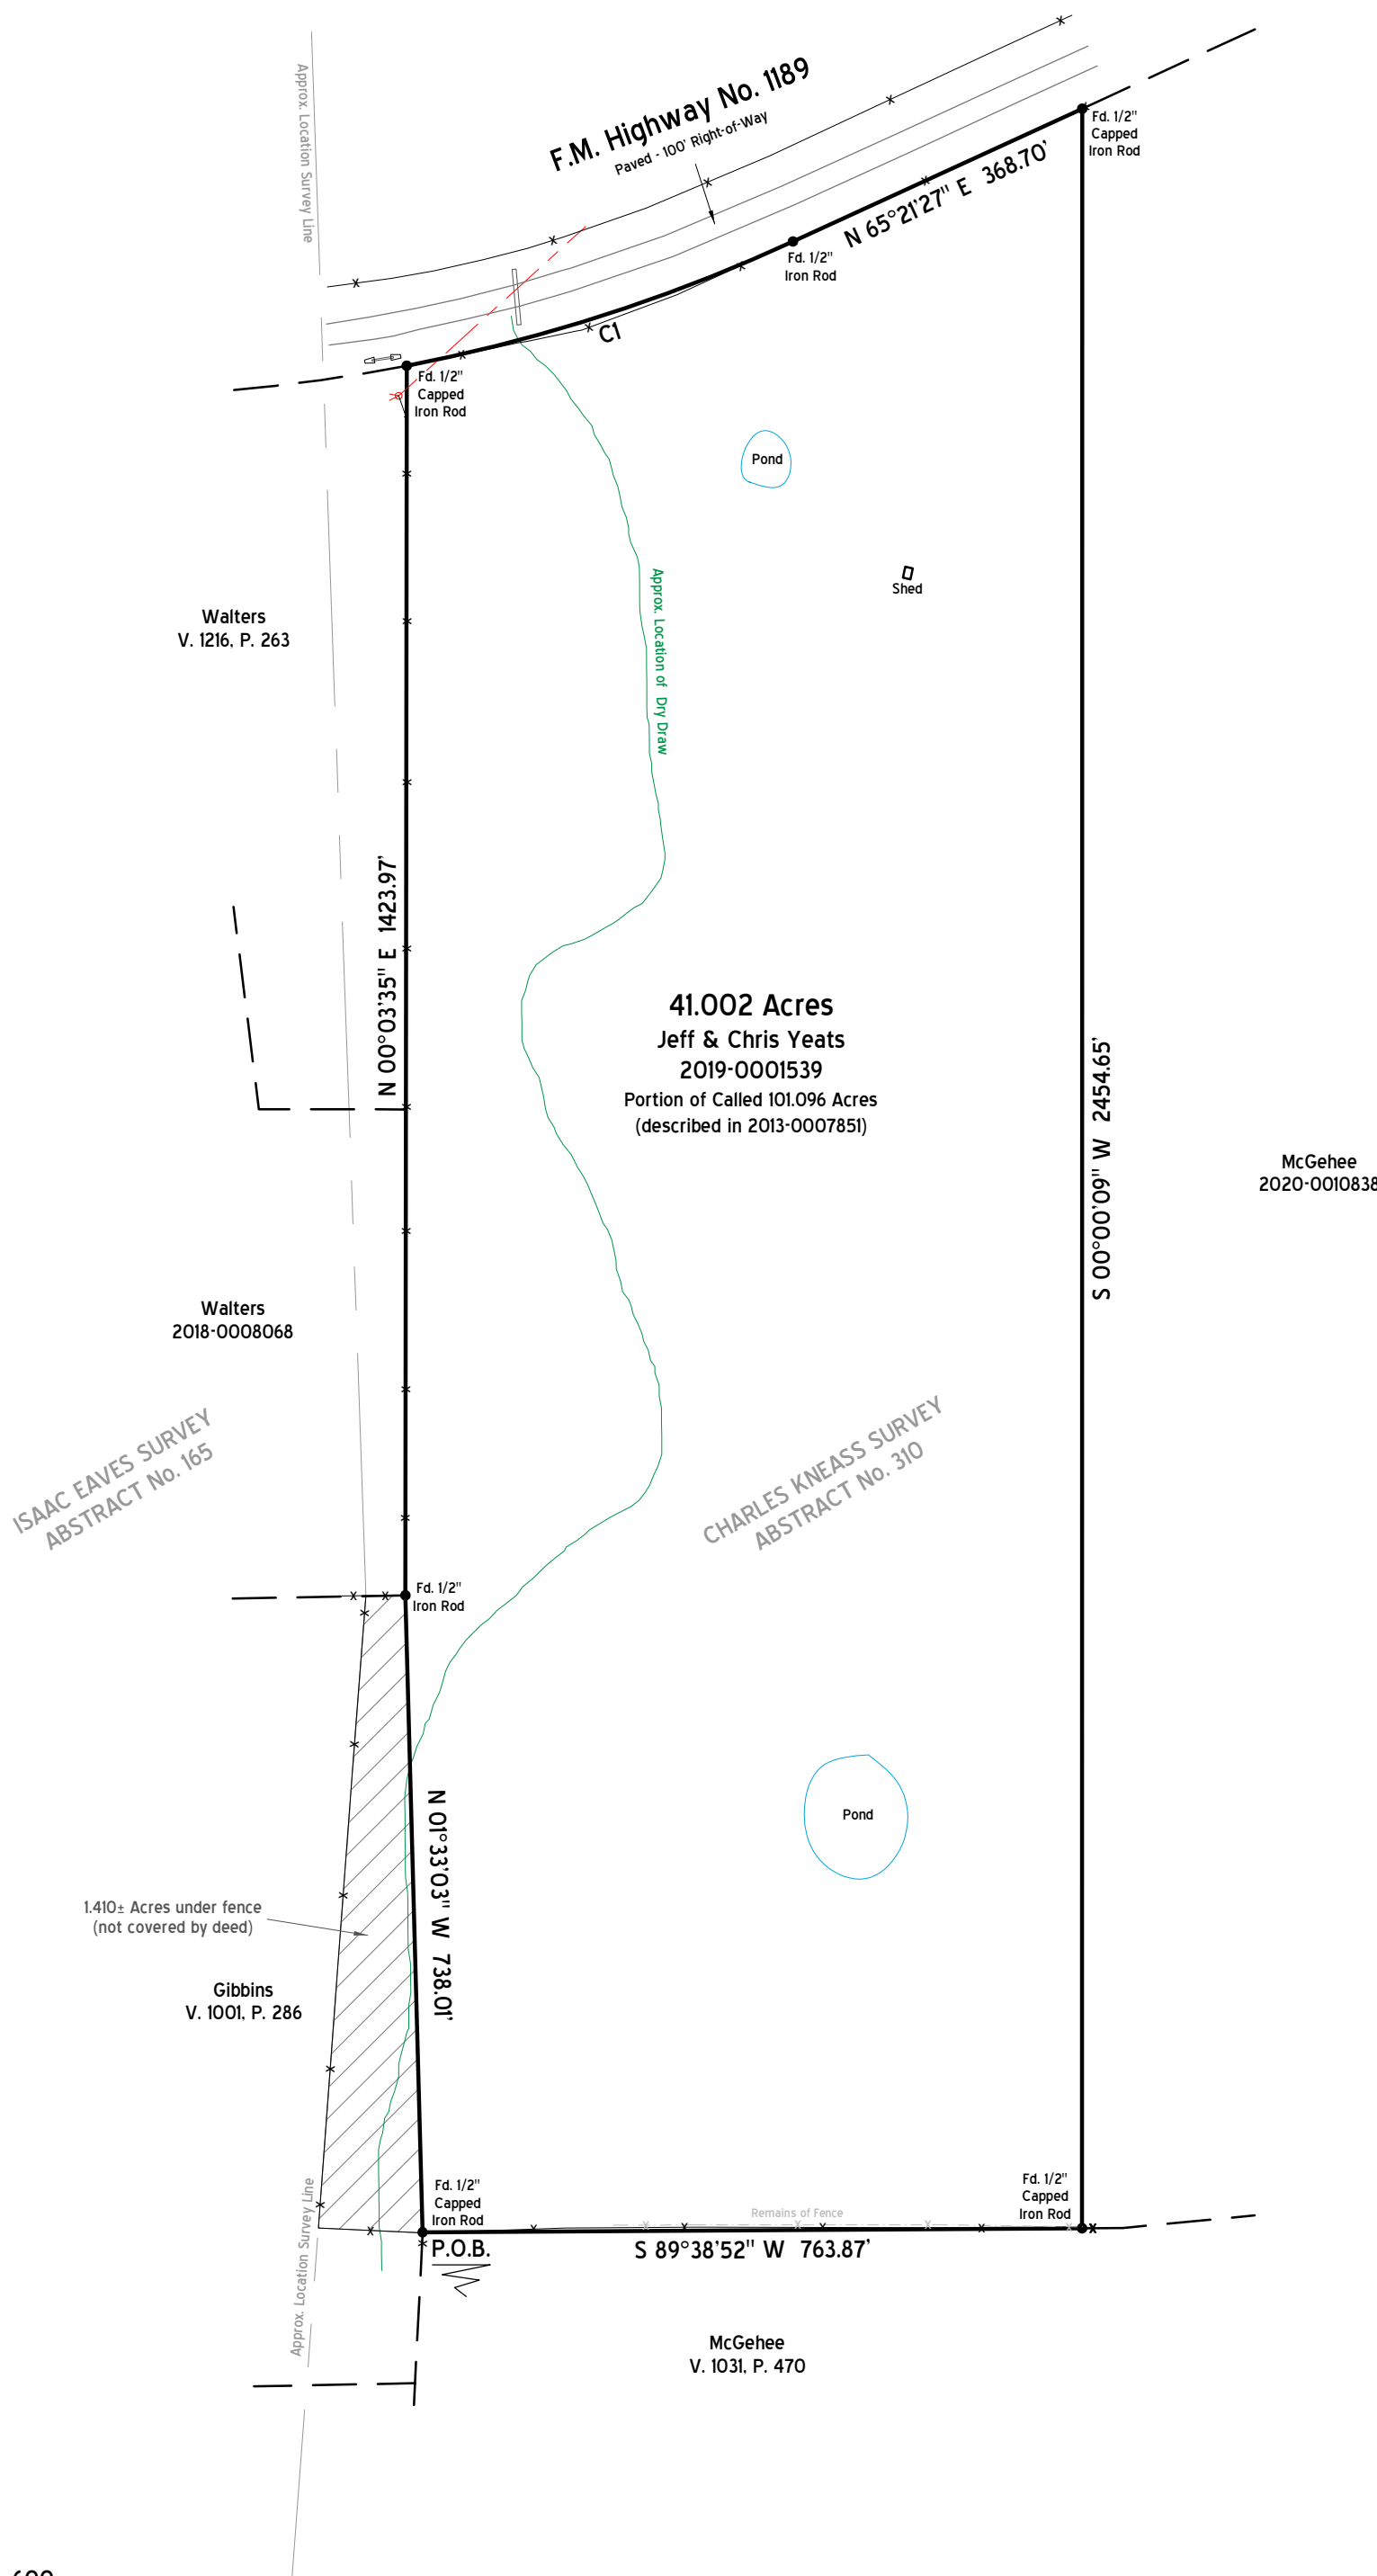 Approx. Location Survey Line
F.M. Highway No. 1189
Paved - 100' Right-of-Way
Fd. 1/2"
Capped
Iron Rod
N 65°21'27" E 368.70'
Fd. 1/2"
Iron Rod
C1
Fd. 1/2"
Capped
Iron Rod
Pond
Shed
Approx. Location of Dry Draw
Walters
V. 1216, P. 263
N 00°03'35" E 1423.97'
41.002 Acres
Jeff & Chris Yeats
2019-0001539
Portion of Called 101.096 Acres
(described in 2013-0007851)
S 00°00'09" W 2454.65'
McGehee
2020-0010838
Walters
2018-0008068
ISAAC EAVES SURVEY
ABSTRACT No. 165
CHARLES KNEASS SURVEY
ABSTRACT No. 310
Fd. 1/2"
Iron Rod
N 01°33'03" W 738.01'
Pond
1.410± Acres under fence
(not covered by deed)
Gibbins
V. 1001, P. 286
Fd. 1/2"
Capped
Iron Rod
Fd. 1/2"
Capped
Iron Rod
Remains of Fence
P.O.B.
S 89°38'52" W 763.87'
Approx. Location Survey Line
McGehee
V. 1031, P. 470